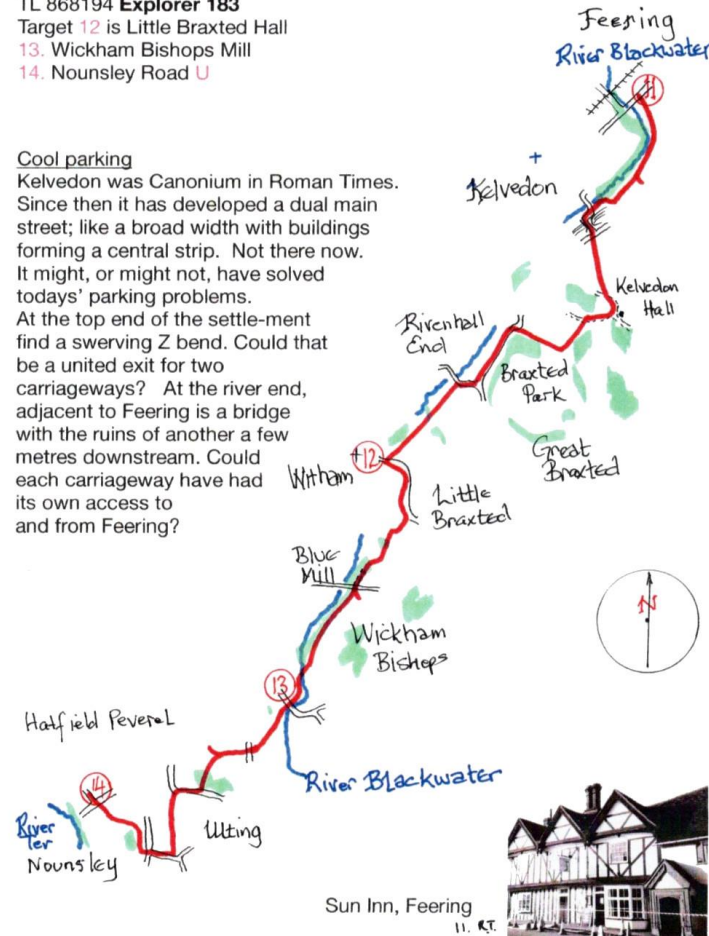 TL 868194 Explorer 183
Target 12 is Little Braxted Hall
13. Wickham Bishops Mill
14. Nounsley Road U
Feering
River Blackwater
11
Cool parking
Kelvedon was Canonium in Roman Times.
Since then it has developed a dual main
street; like a broad width with buildings
forming a central strip. Not there now.
It might, or might not, have solved
todays' parking problems.
At the top end of the settle-ment
find a swerving Z bend. Could that
be a united exit for two
carriageways? At the river end,
adjacent to Feering is a bridge
with the ruins of another a few
metres downstream. Could
each carriageway have had
its own access to
and from Feering?
Kelvedon
Kelvedon
Hall
Rivenhall
End
Braxted
Park
Great
Braxted
12
Witham
Little
Braxted
Blue
Mill
N
Wickham
Bishops
13
Hatfield Peverel
River Blackwater
14
River
Ter
Ulting
Nounsley
Sun Inn, Feering
11. R.T.